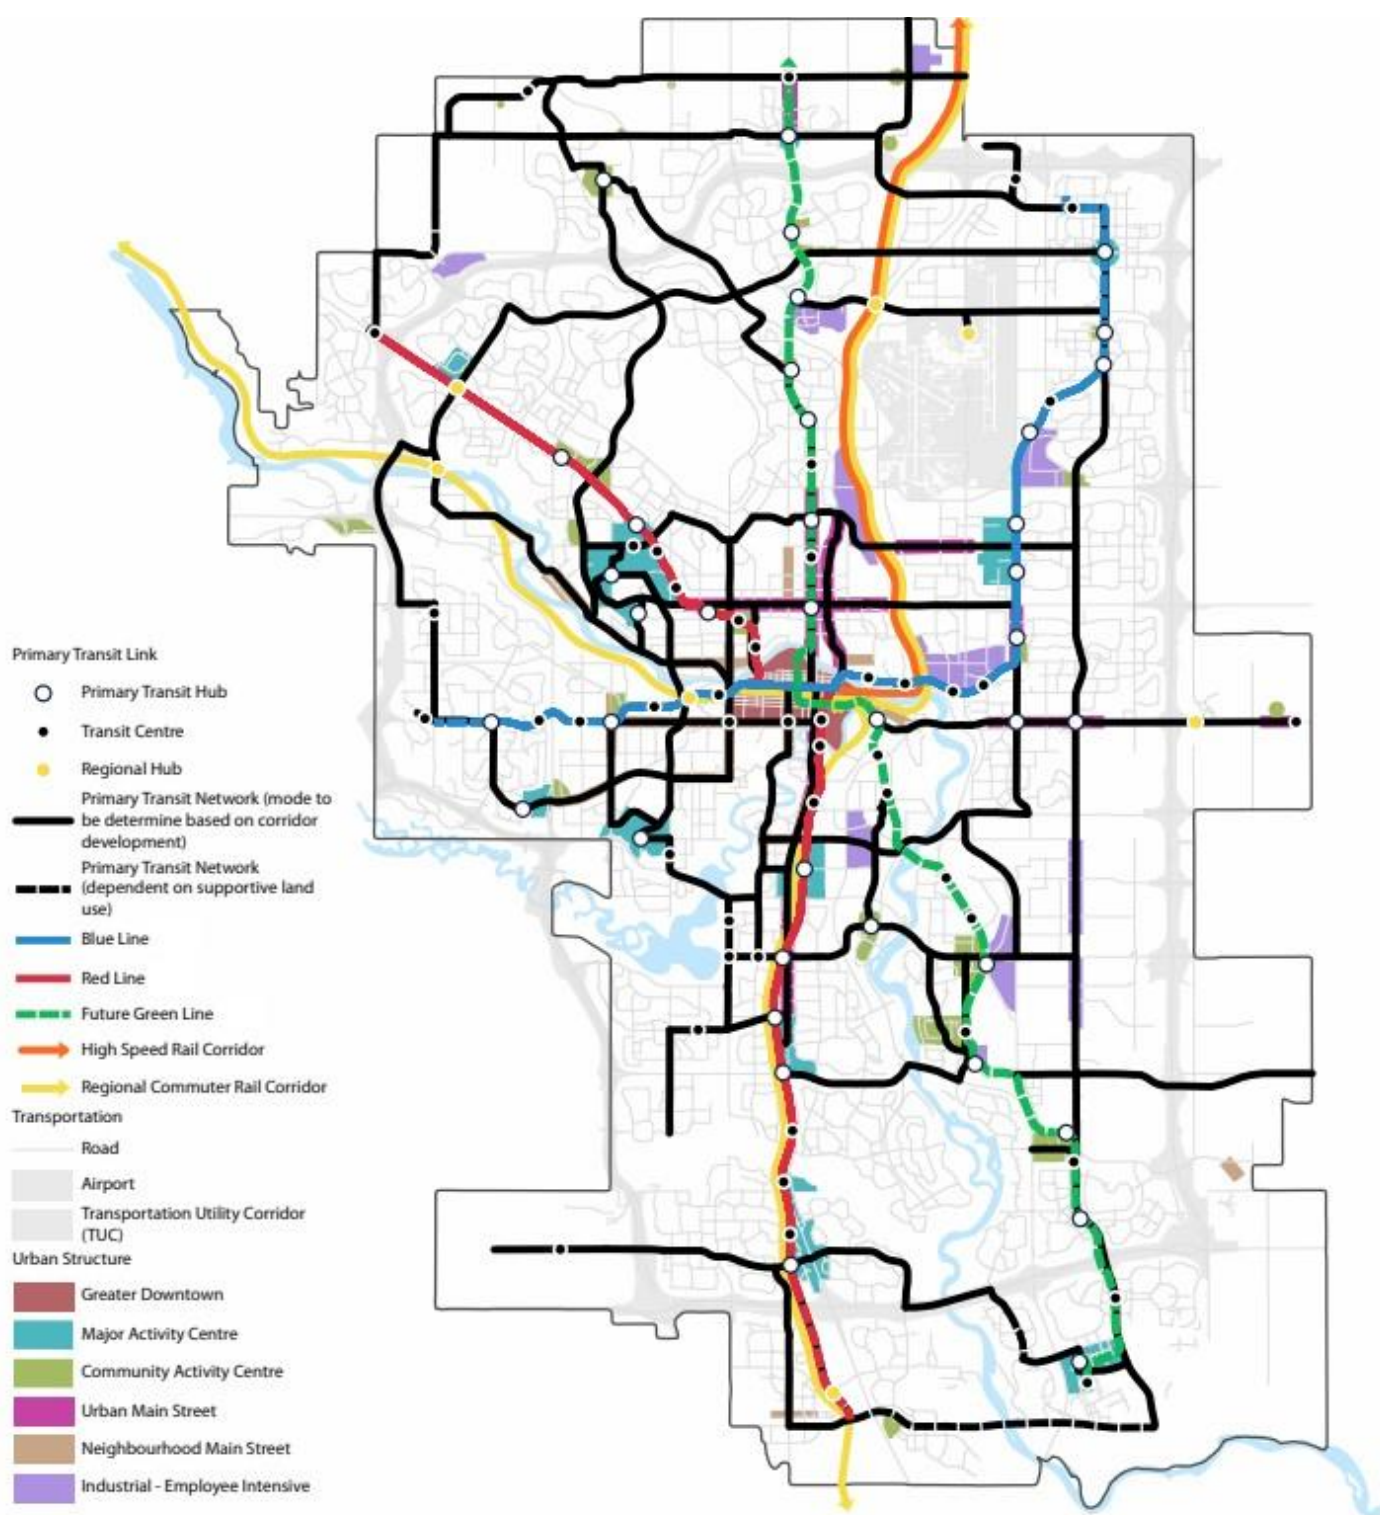 Primary Transit Link
Primary Transit Hub
Transit Centre
Regional Hub
Primary Transit Network (mode to
be determine based on corridor
development)
Primary Transit Network
(dependent on supportive land
use)
Blue Line
Red Line
Future Green Line
High Speed Rail Corridor
Regional Commuter Rail Corridor
Transportation
Road
Airport
Transportation Utility Corridor
(TUC)
Urban Structure
Greater Downtown
Major Activity Centre
Community Activity Centre
Urban Main Street
Neighbourhood Main Street
Industrial - Employee Intensive